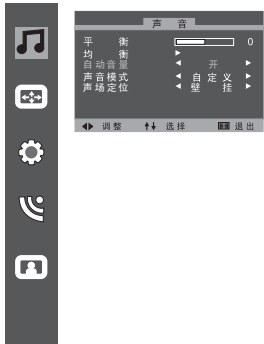 声 音
平 衡 0
均 衡
自动音量 开
声音模式 自 定 义
声场定位 壁 挂
调整 选择 退出